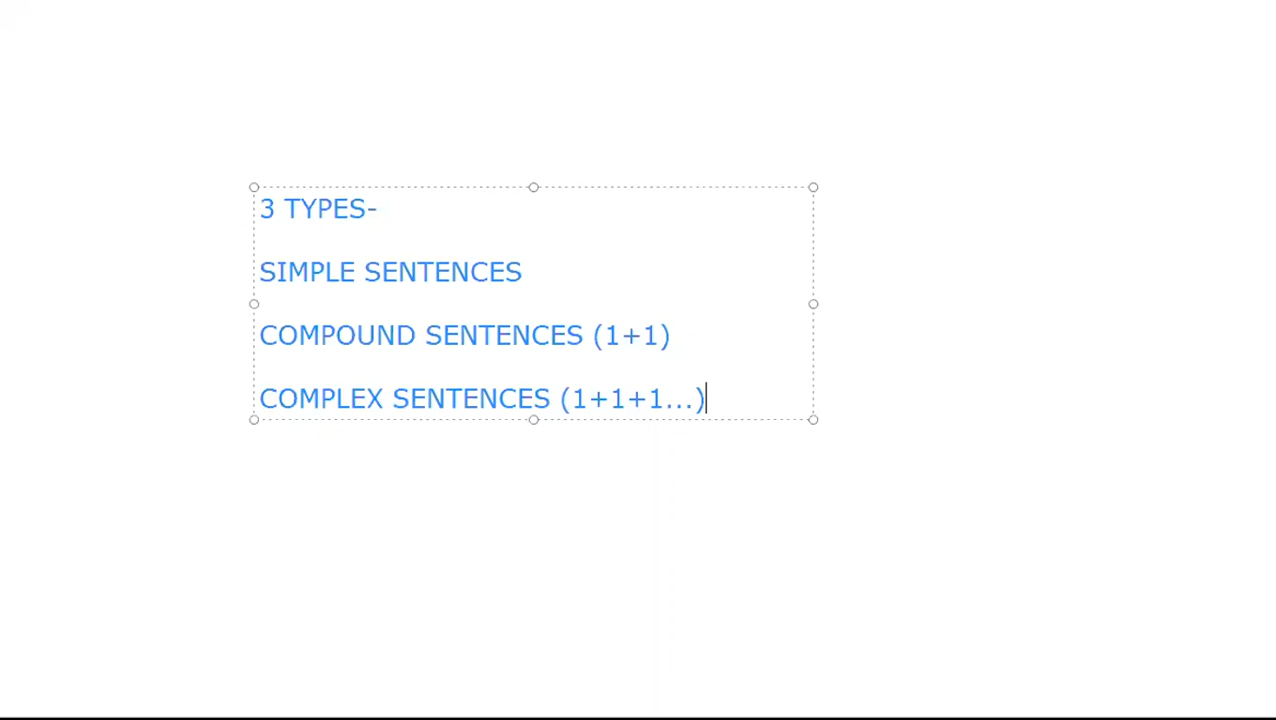 3 TYPES-
SIMPLE SENTENCES
COMPOUND SENTENCES (1+1)
COMPLEX SENTENCES (1+1+1...)